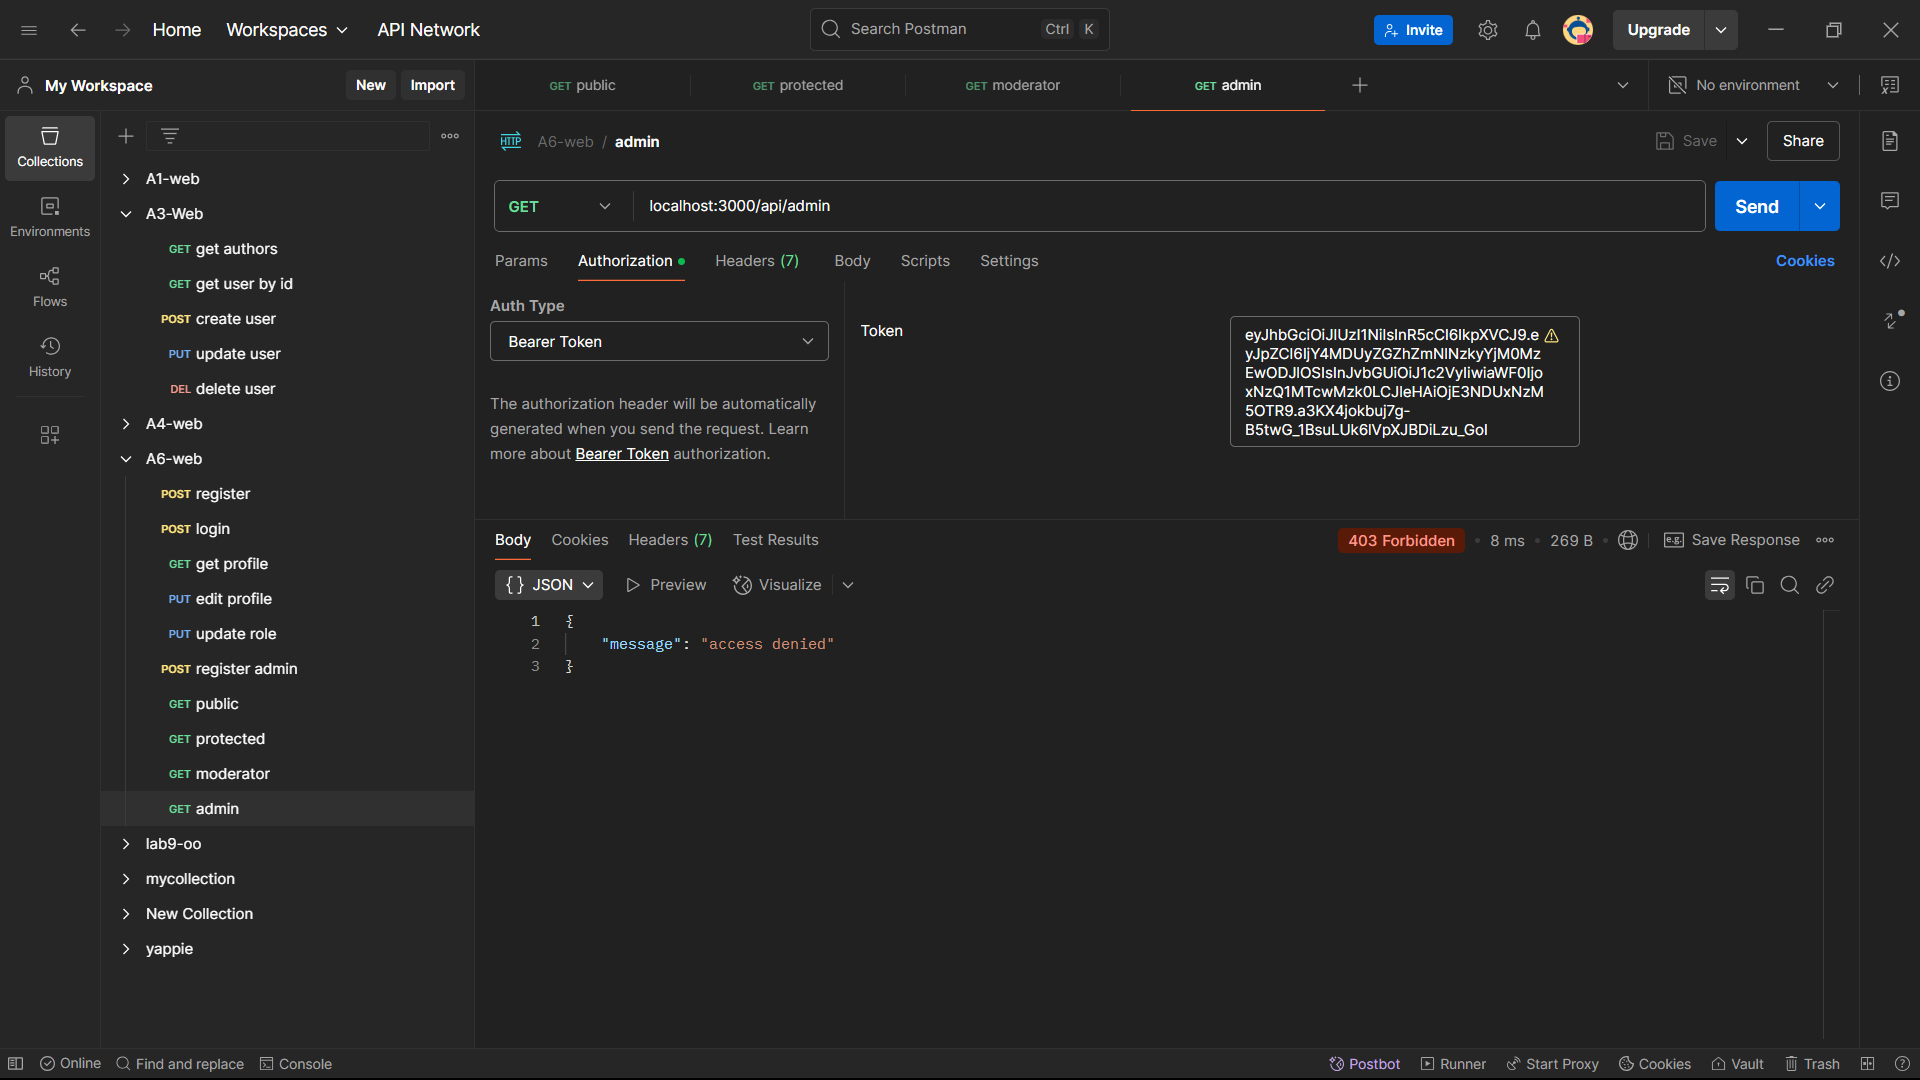 Home Workspaces API Network Search Postman Ctrl K Invite Upgrade
My Workspace New Import GET public GET protected GET moderator GET admin No environment
Collections
Environments
Flows
History
A1-web
A3-Web
GET get authors
GET get user by id
POST create user
PUT update user
DEL delete user
A4-web
A6-web
POST register
POST login
GET get profile
PUT edit profile
PUT update role
POST register admin
GET public
GET protected
GET moderator
GET admin
lab9-oo
mycollection
New Collection
yappie
HTTP A6-web / admin Save Share
GET localhost:3000/api/admin Send
Params Authorization Headers (7) Body Scripts Settings Cookies
Auth Type
Bearer Token
The authorization header will be automatically
generated when you send the request. Learn
more about Bearer Token authorization.
Token
Body Cookies Headers (7) Test Results 403 Forbidden 8 ms 269 B e.g. Save Response
{} JSON Preview Visualize
1 {
2 "message": "access denied"
3 }
Online Find and replace Console Postbot Runner Start Proxy Cookies Vault Trash